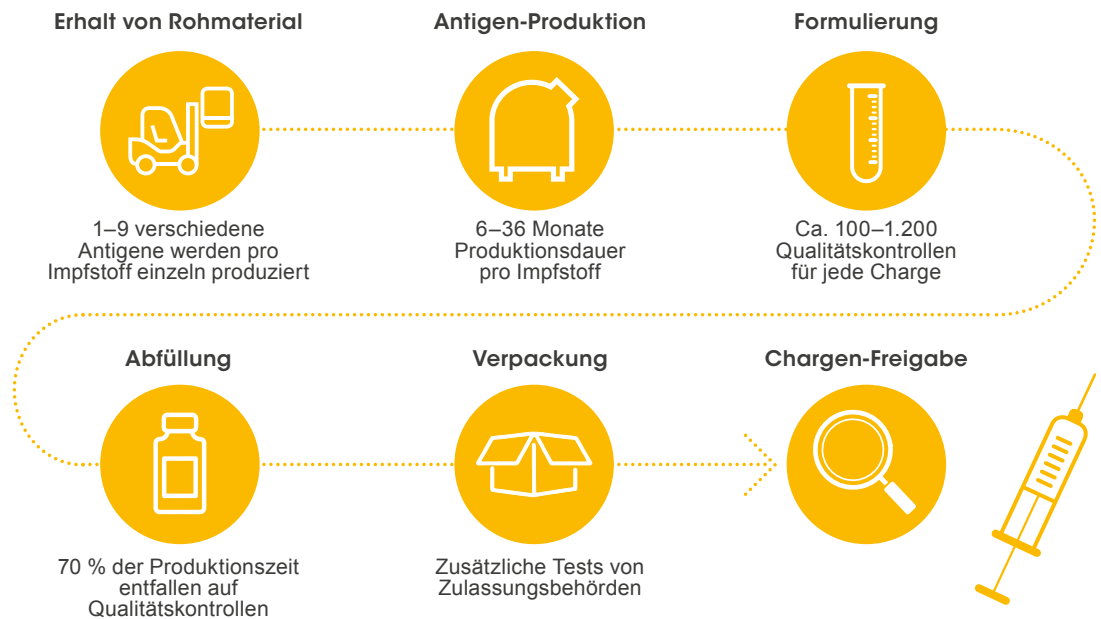 Erhalt von Rohmaterial
1–9 verschiedene
Antigene werden pro
Impfstoff einzeln produziert
Antigen-Produktion
6–36 Monate
Produktionsdauer
pro Impfstoff
Formulierung
Ca. 100–1.200
Qualitätskontrollen
für jede Charge
Abfüllung
70 % der Produktionszeit
entfallen auf
Qualitätskontrollen
Verpackung
Zusätzliche Tests von
Zulassungsbehörden
Chargen-Freigabe